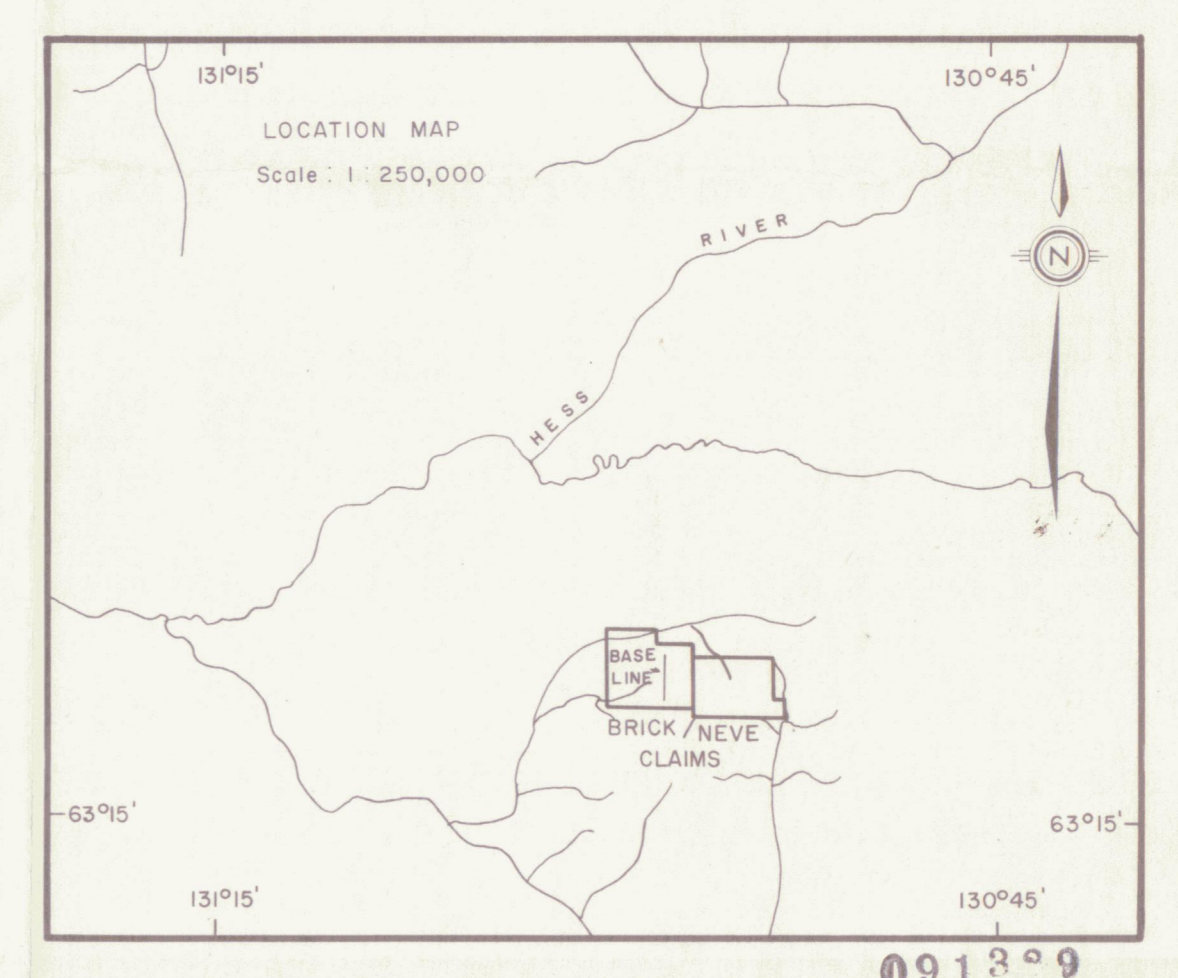 131°15'
130°45'
LOCATION MAP
Scale : 1 : 250,000
RIVER
N
HESS
BASE
LINE
BRICK / NEVE
CLAIMS
63°15'
63°15'
131°15'
130°45'